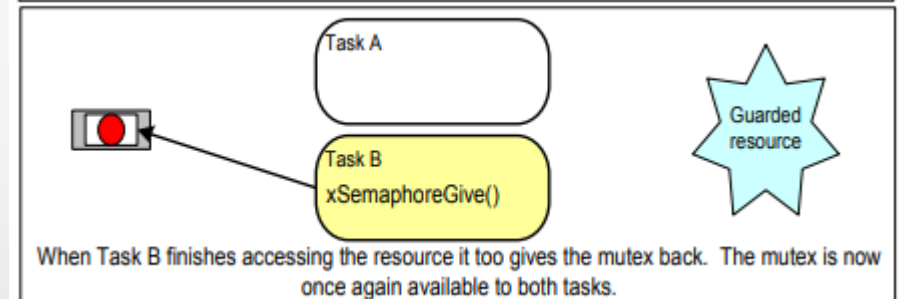 Task A
Guarded
resource
Task B
xSemaphoreGive()
When Task B finishes accessing the resource it too gives the mutex back.  The mutex is now
once again available to both tasks.